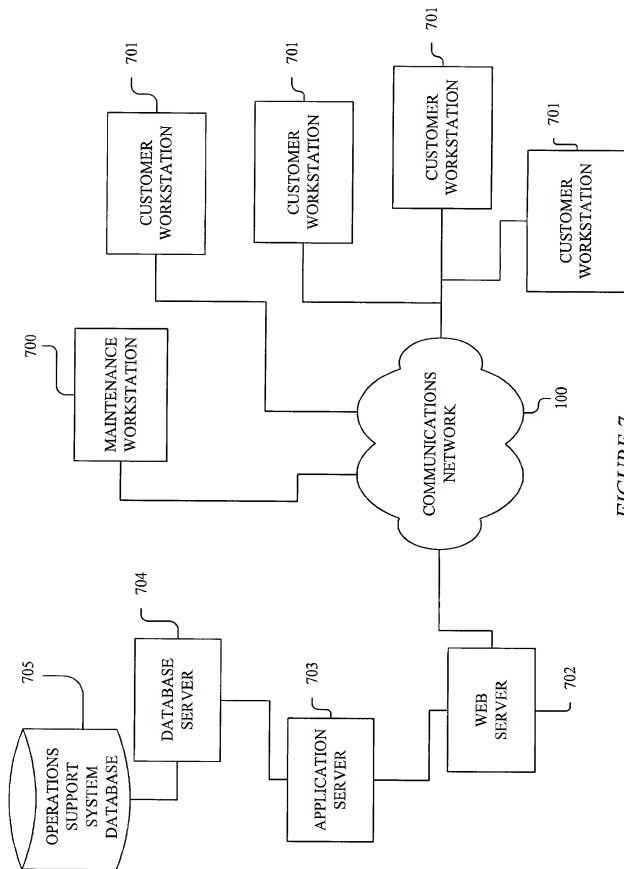 705
OPERATIONS
SUPPORT
SYSTEM
DATABASE
704
DATABASE
SERVER
703
APPLICATION
SERVER
WEB
SERVER
702
700
MAINTENANCE
WORKSTATION
COMMUNICATIONS
NETWORK
100
701
CUSTOMER
WORKSTATION
701
CUSTOMER
WORKSTATION
701
CUSTOMER
WORKSTATION
701
CUSTOMER
WORKSTATION
FIGURE 7